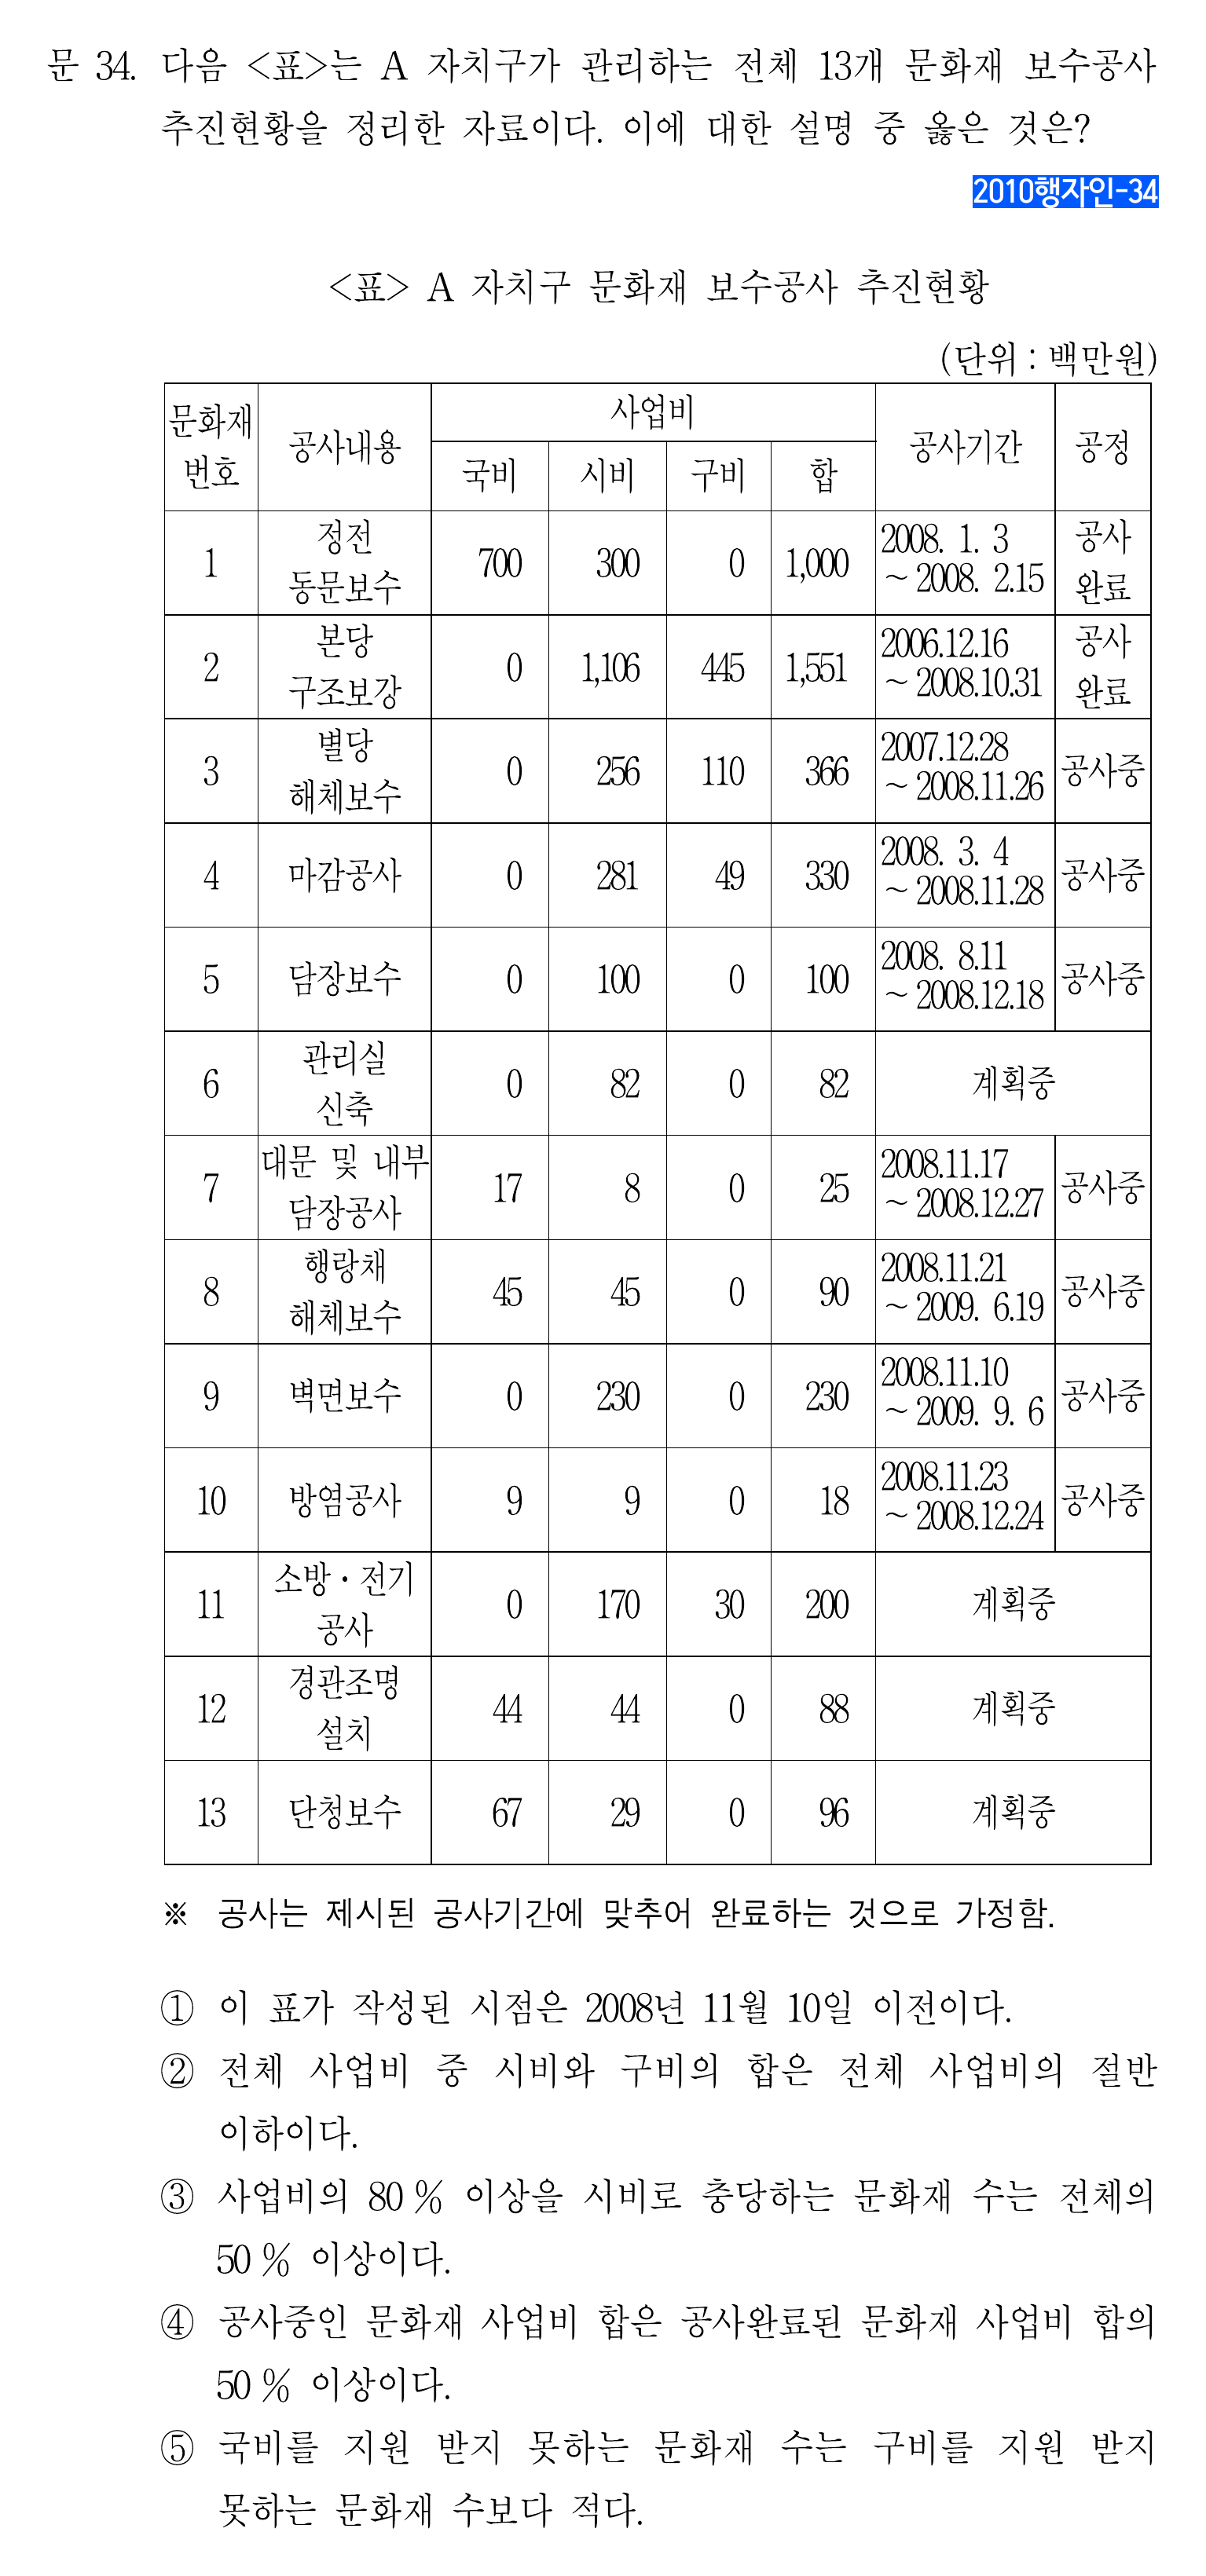 문 34. 다음 <표>는 A 자치구가 관리하는 전체 13개 문화재 보수공사
추진현황을 정리한 자료이다. 이에 대한 설명 중 옳은 것은?
2010행자인-34
<표> A 자치구 문화재 보수공사 추진현황
(단위 : 백만원)
문화재 번호 공사내용 사업비 공사기간 공정
국비 시비 구비 합
1 정전 동문보수 700 300 0 1,000 2008. 1. 3 ~ 2008. 2.15 공사 완료
2 본당 구조보강 0 1,106 445 1,551 2006.12.16 ~ 2008.10.31 공사 완료
3 별당 해체보수 0 256 110 366 2007.12.28 ~ 2008.11.26 공사중
4 마감공사 0 281 49 330 2008. 3. 4 ~ 2008.11.28 공사중
5 담장보수 0 100 0 100 2008. 8.11 ~ 2008.12.18 공사중
6 관리실 신축 0 82 0 82 계획중
7 대문 및 내부 담장공사 17 8 0 25 2008.11.17 ~ 2008.12.27 공사중
8 행랑채 해체보수 45 45 0 90 2008.11.21 ~ 2009. 6.19 공사중
9 벽면보수 0 230 0 230 2008.11.10 ~ 2009. 9. 6 공사중
10 방염공사 9 9 0 18 2008.11.23 ~ 2008.12.24 공사중
11 소방·전기 공사 0 170 30 200 계획중
12 경관조명 설치 44 44 0 88 계획중
13 단청보수 67 29 0 96 계획중
※ 공사는 제시된 공사기간에 맞추어 완료하는 것으로 가정함.
① 이 표가 작성된 시점은 2008년 11월 10일 이전이다.
② 전체 사업비 중 시비와 구비의 합은 전체 사업비의 절반
이하이다.
③ 사업비의 80 % 이상을 시비로 충당하는 문화재 수는 전체의
50 % 이상이다.
④ 공사중인 문화재 사업비 합은 공사완료된 문화재 사업비 합의
50 % 이상이다.
⑤ 국비를 지원 받지 못하는 문화재 수는 구비를 지원 받지
못하는 문화재 수보다 적다.